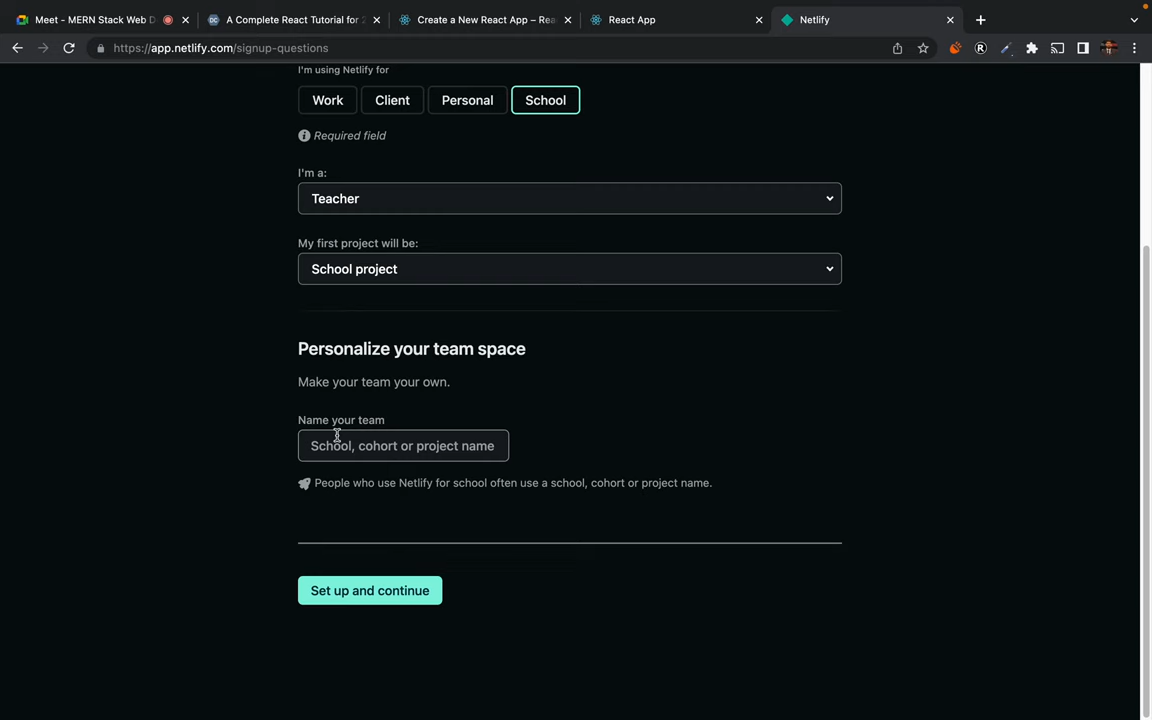 Meet - MERN Stack Web D
A Complete React Tutorial for 2
Create a New React App – Rea
React App
Netlify
https://app.netlify.com/signup-questions
I'm using Netlify for
Work
Client
Personal
School
Required field
I'm a:
Teacher
My first project will be:
School project
Personalize your team space
Make your team your own.
Name your team
School, cohort or project name
People who use Netlify for school often use a school, cohort or project name.
Set up and continue